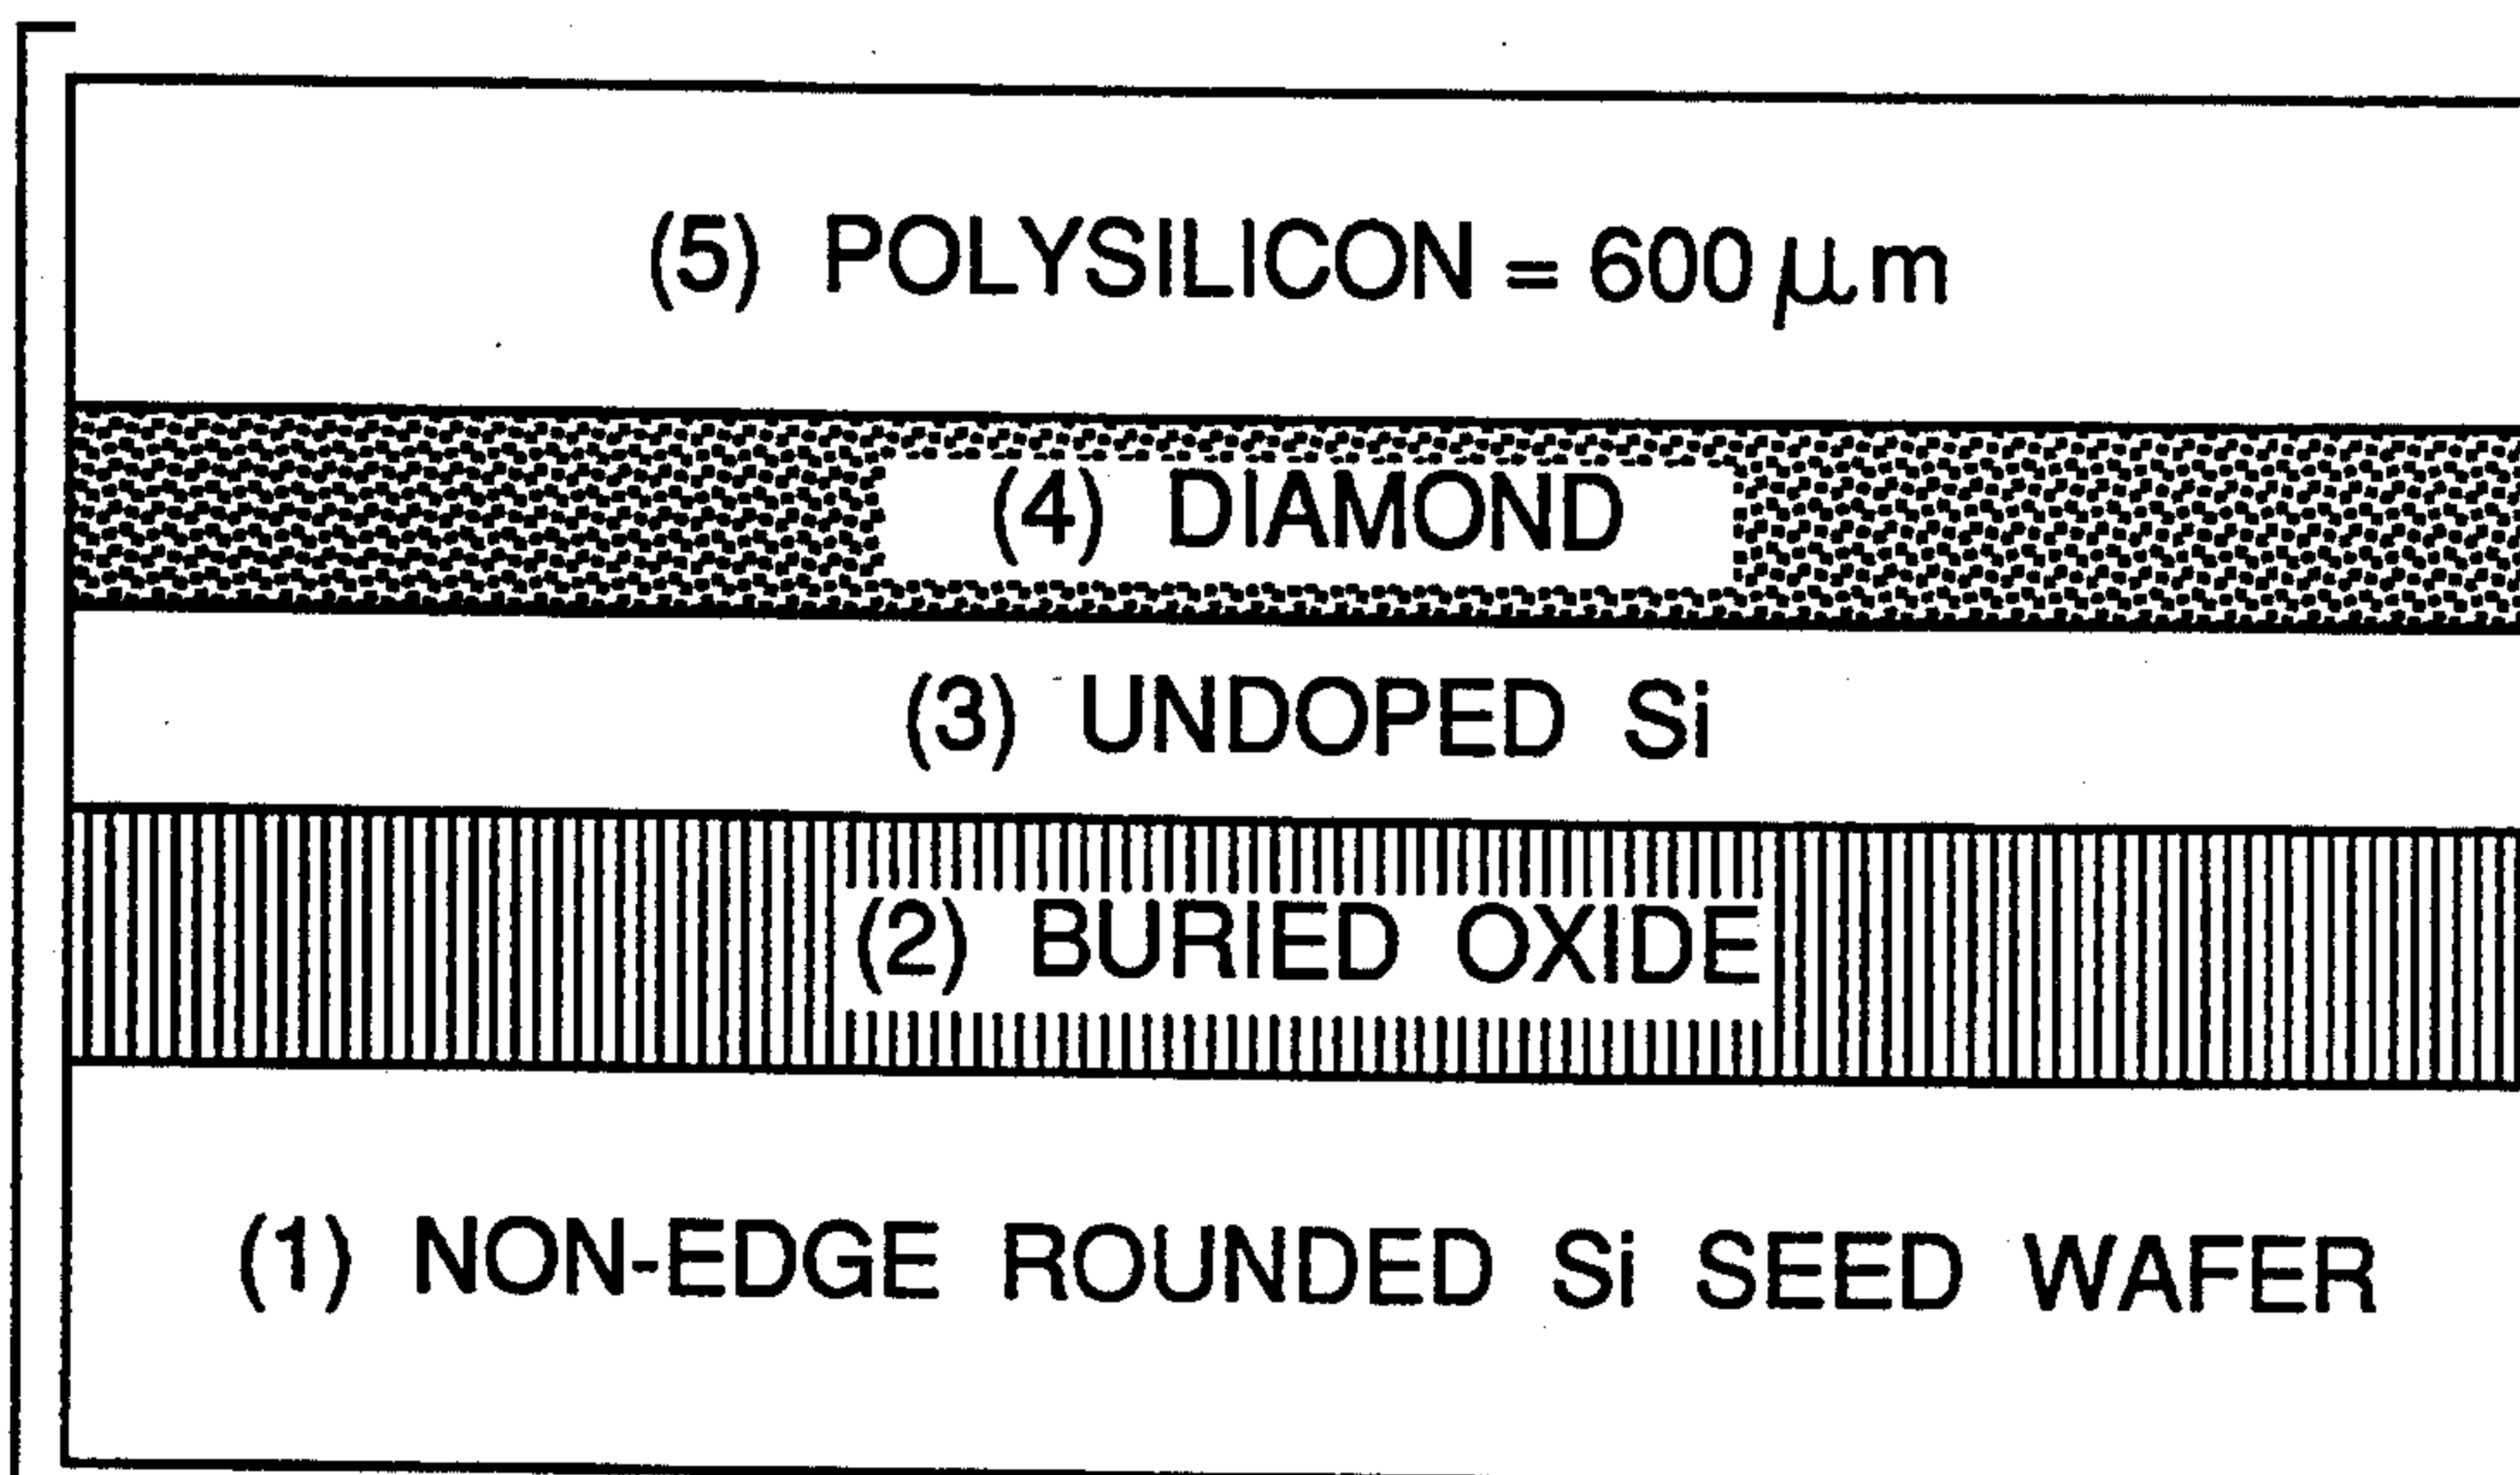 (5) POLYSILICON = 600 μm
(4) DIAMOND
(3) UNDOPED Si
(2) BURIED OXIDE
(1) NON-EDGE ROUNDED Si SEED WAFER